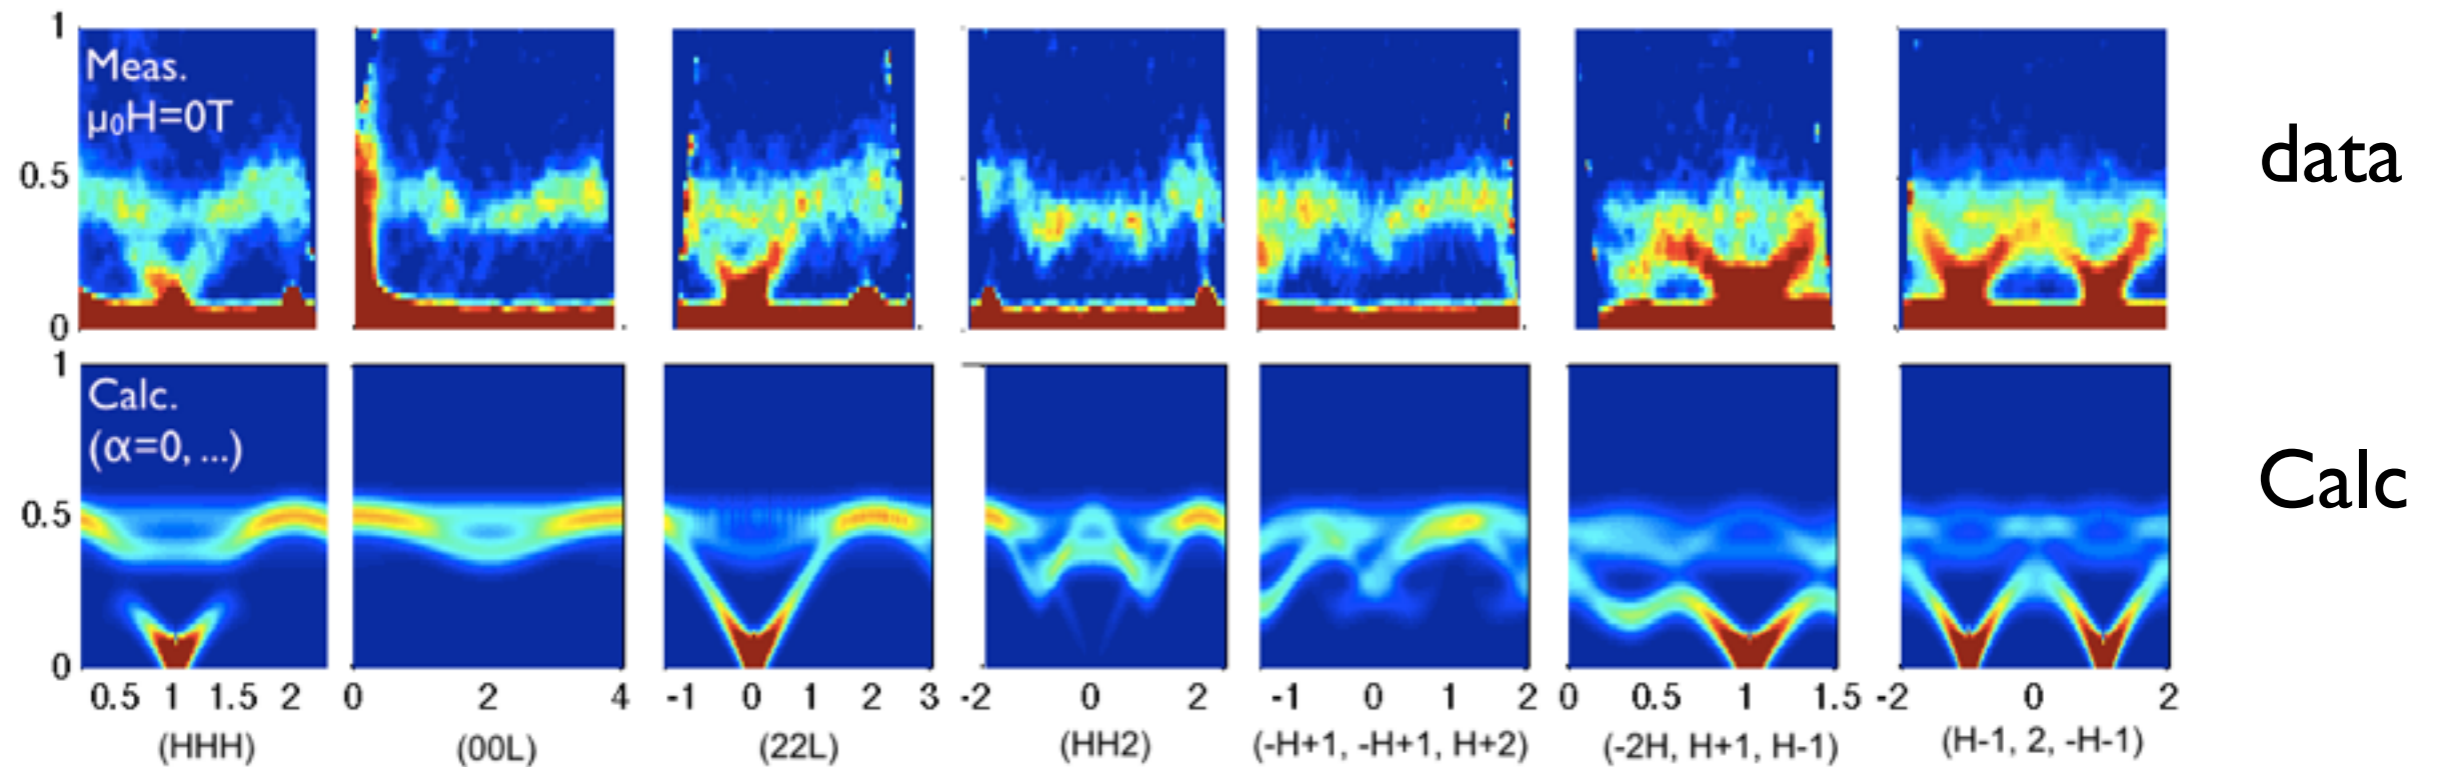 1
Meas.
μ₀H=0T
0.5
0
data
1
Calc.
(α=0, ...)
0.5
0
Calc
0.5 1 1.5 2
0 2 4
-1 0 1 2 3
-2 0 2
-1 0 1 2
0 0.5 1 1.5
-2 0 2
(HHH)
(00L)
(22L)
(HH2)
(-H+1, -H+1, H+2)
(-2H, H+1, H-1)
(H-1, 2, -H-1)